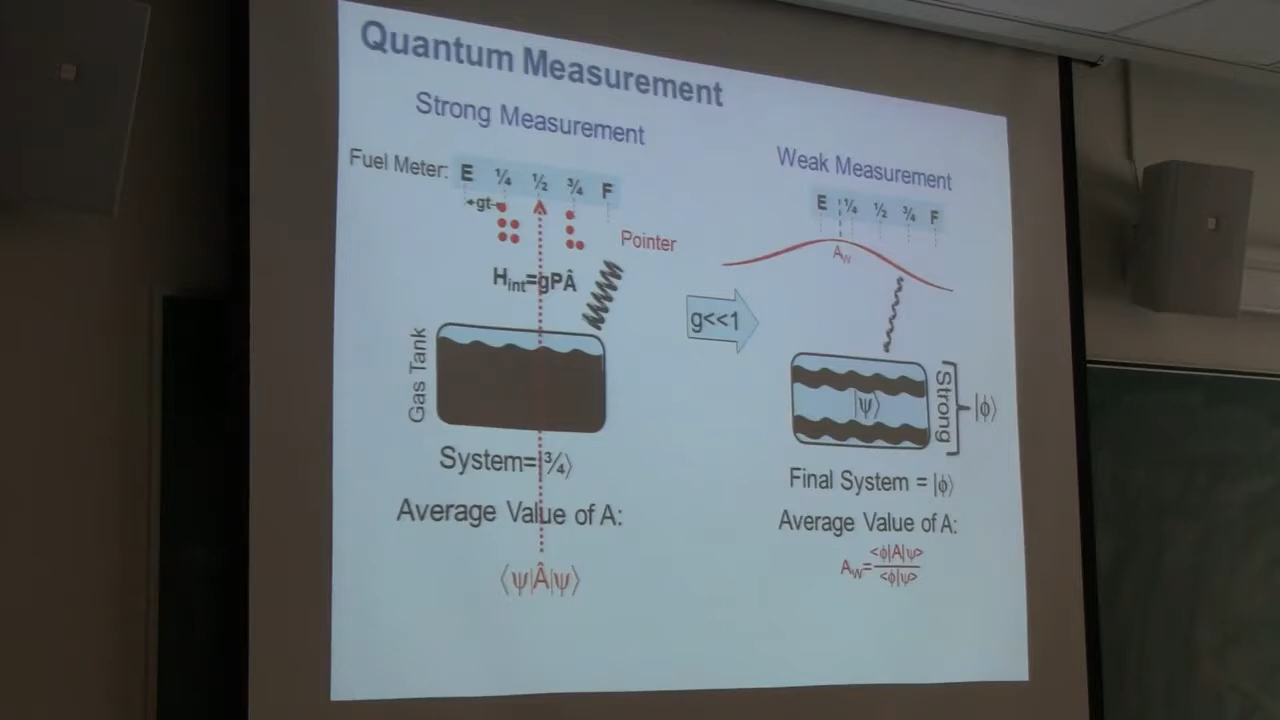 Quantum Measurement
Strong Measurement
Fuel Meter: E ¼ ½ ¾ F
gt
Pointer
H_int=gPÂ
Gas Tank
System=|¾⟩
Average Value of A:
⟨ψ|Â|ψ⟩
g<<1
Weak Measurement
E ¼ ½ ¾ F
A_w
|ψ⟩
Strong
|ϕ⟩
Final System = |ϕ⟩
Average Value of A:
A_w=<ϕ|A|ψ>
<ϕ|ψ>